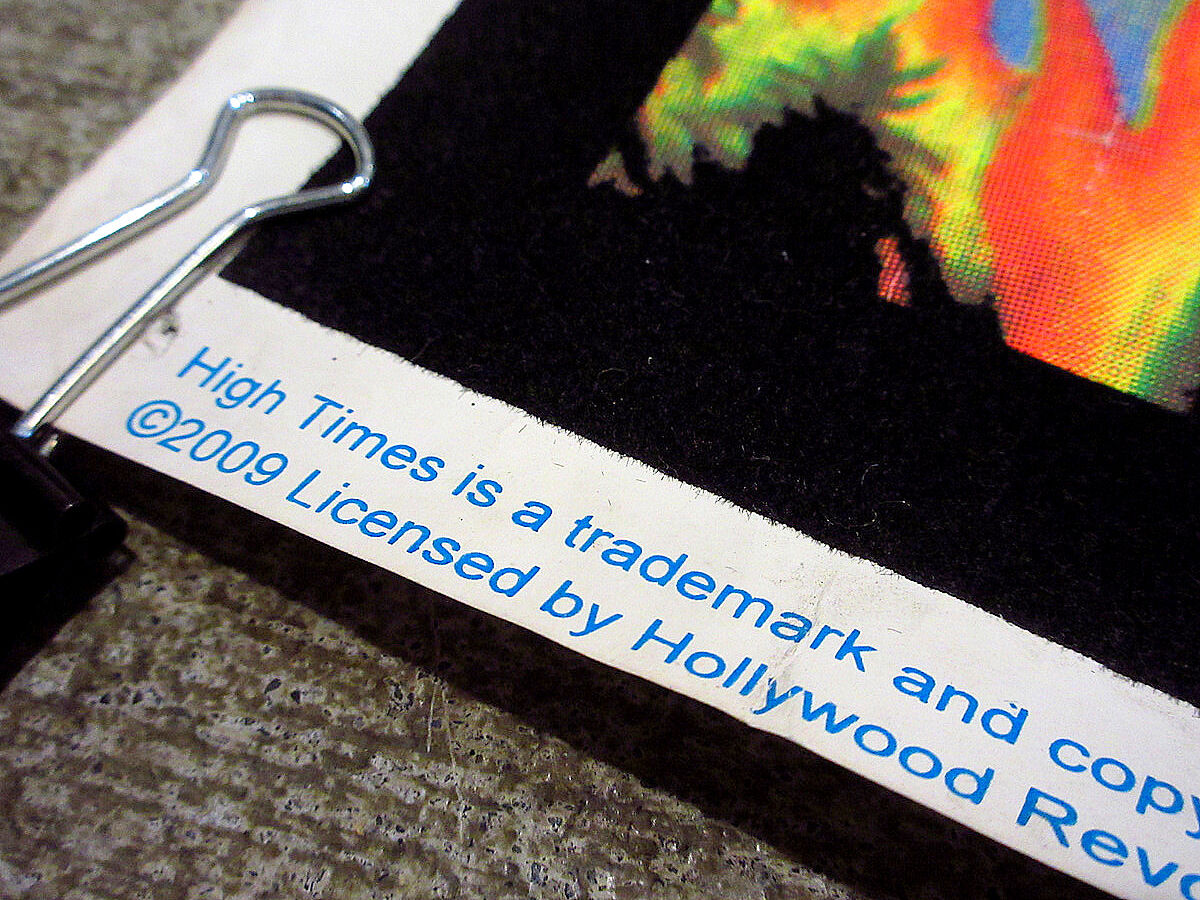 High Times is a trademark and copy
©2009 Licensed by Hollywood Revo